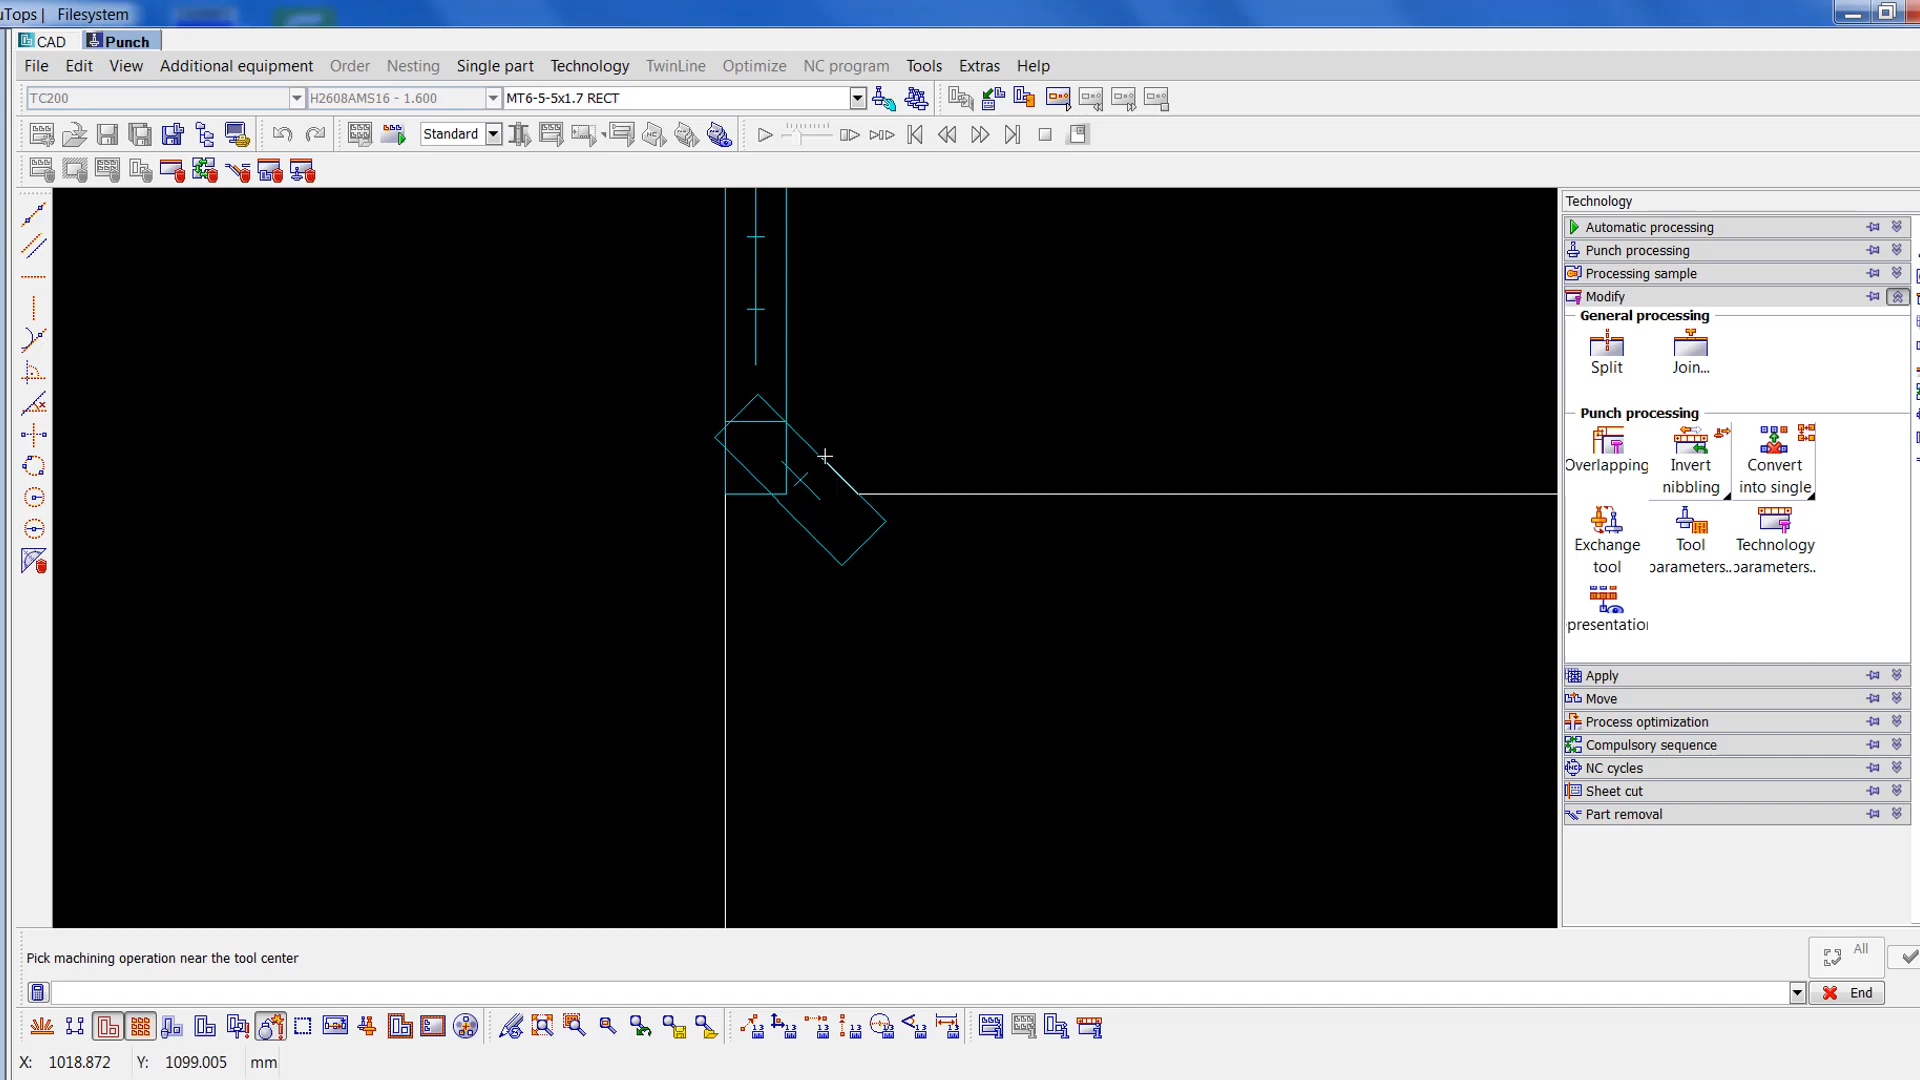 uTops | Filesystem
CAD Punch
File Edit View Additional equipment Order Nesting Single part Technology TwinLine Optimize NC program Tools Extras Help
TC200 H2608AMS16 - 1.600 MT6-5-5x1.7 RECT
Standard
Technology
Automatic processing
Punch processing
Processing sample
Modify
General processing
Split Join...
Punch processing
Overlapping Invert nibbling Convert into single
Exchange tool Tool parameters.. Technology parameters..
presentation
Apply
Move
Process optimization
Compulsory sequence
NC cycles
Sheet cut
Part removal
Pick machining operation near the tool center
All
End
X: 1018.872 Y: 1099.005 mm